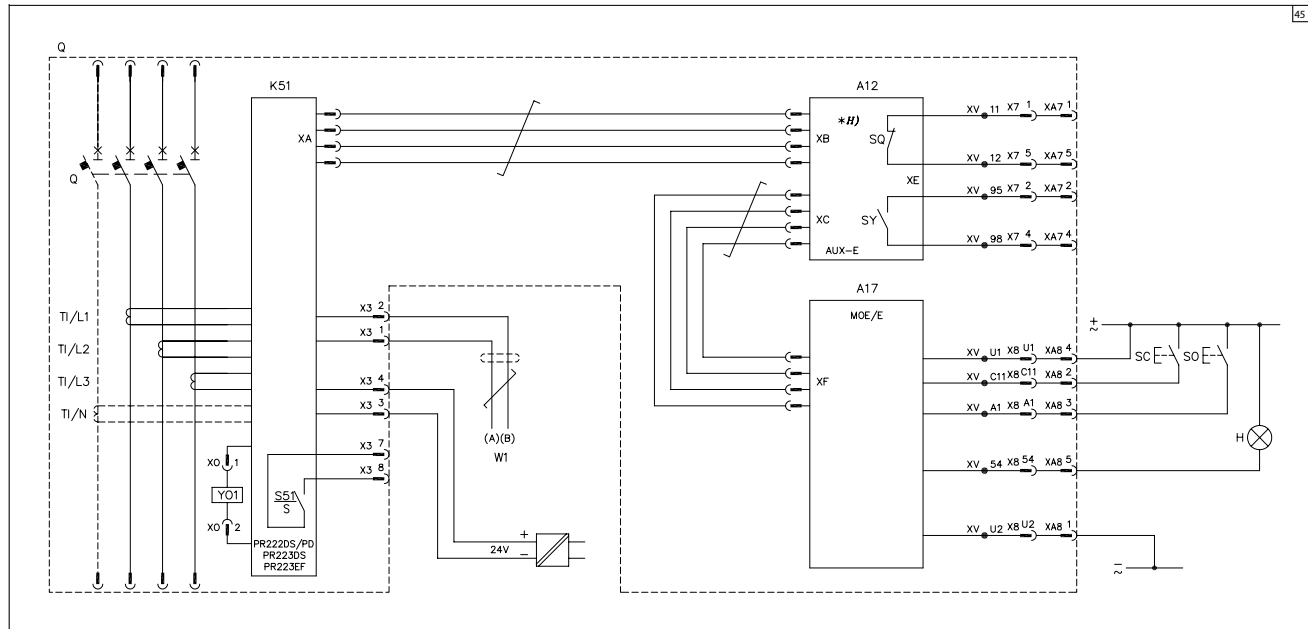 45
Q
K51
A12
XA
*H)
XB
SQ
XE
XC
SY
AUX-E
XV 11 X7 1 XA7 1
XV 12 X7 5 XA7 5
XV 95 X7 2 XA7 2
XV 98 X7 4 XA7 4
Q
A17
MOE/E
XF
TI/L1
TI/L2
TI/L3
TI/N
X3 2
X3 1
X3 4
X3 3
X3 7
X3 8
(A)(B)
W1
XV U1 X8 U1 XA8 4
XV C11 X8 C11 XA8 2
XV A1 X8 A1 XA8 3
XV 54 X8 54 XA8 5
XV U2 X8 U2 XA8 1
+
~
SC
SO
H
XO 1
YO1
XO 2
S51
S
PR222DS/PD
PR223DS
PR223EF
+
24V
−
−
~